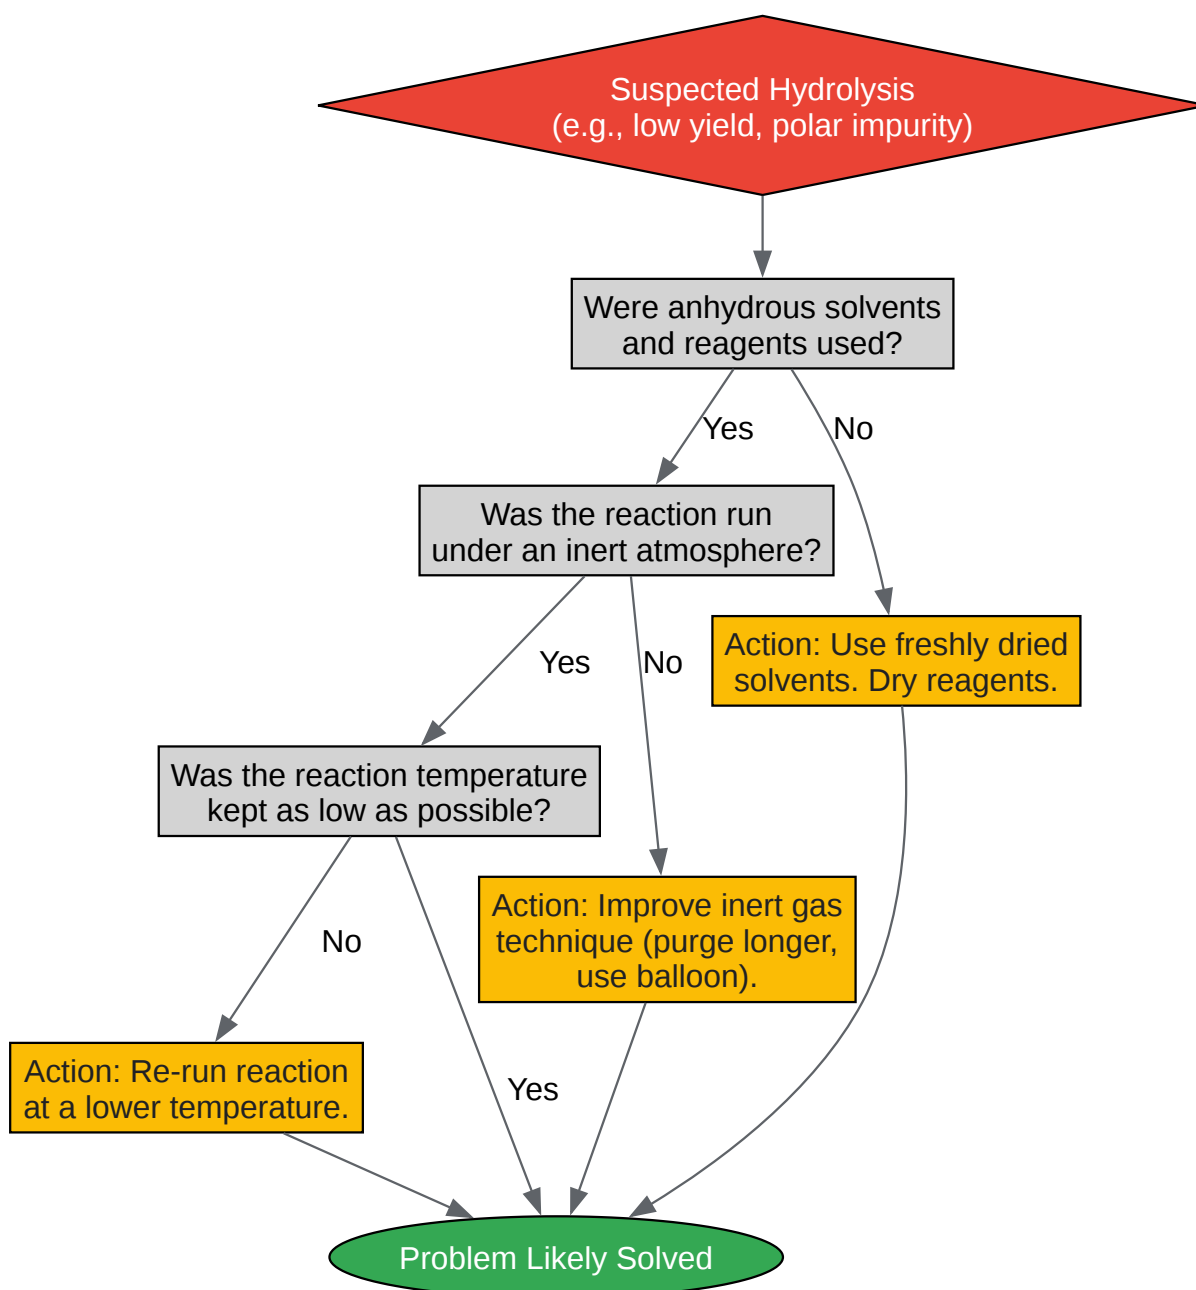 Suspected Hydrolysis
(e.g., low yield, polar impurity)
Were anhydrous solvents
and reagents used?
Yes
No
Was the reaction run
under an inert atmosphere?
Action: Use freshly dried
solvents. Dry reagents.
Yes
No
Was the reaction temperature
kept as low as possible?
Action: Improve inert gas
technique (purge longer,
use balloon).
No
Action: Re-run reaction
at a lower temperature.
Yes
Problem Likely Solved